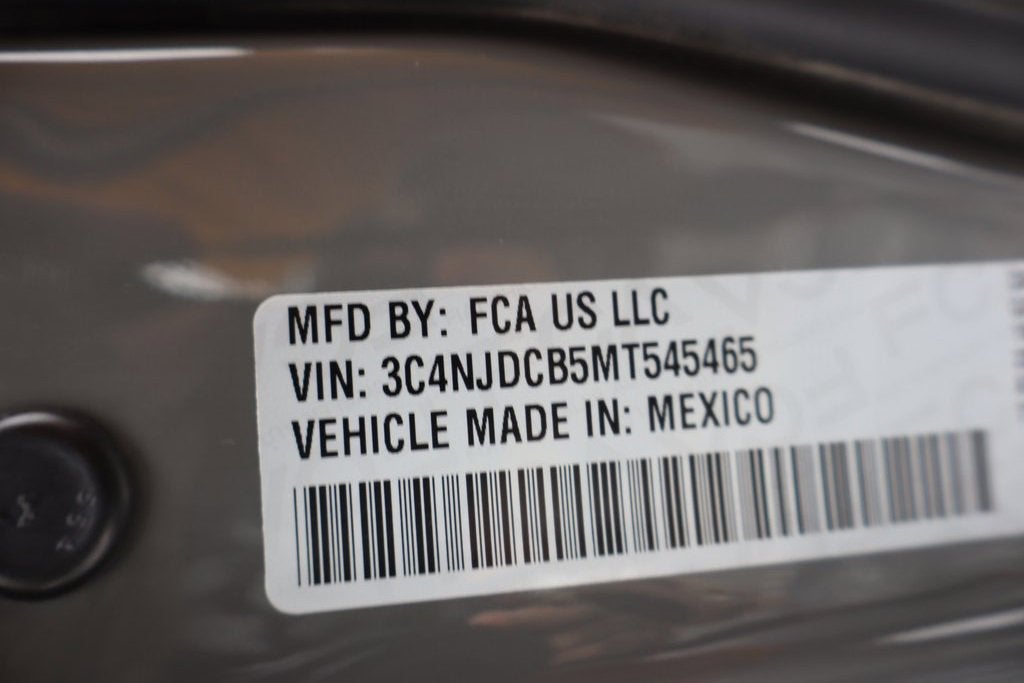 MFD BY: FCA US LLC
VIN: 3C4NJDCB5MT545465
VEHICLE MADE IN: MEXICO